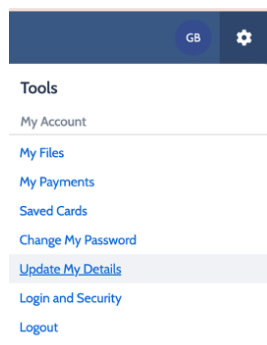 GB
Tools
My Account
My Files
My Payments
Saved Cards
Change My Password
Update My Details
Login and Security
Logout